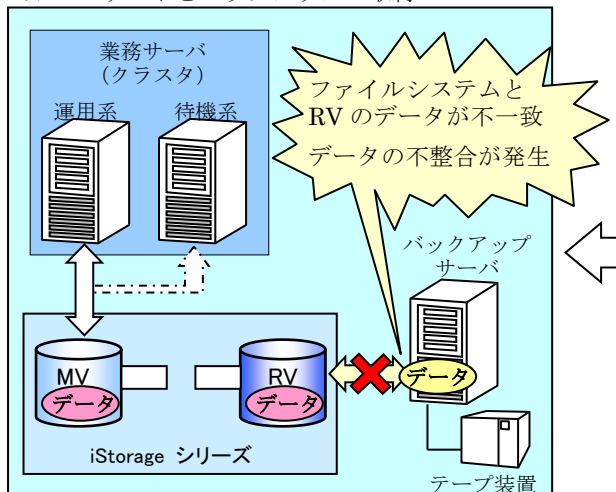 業務サーバ
(クラスタ)
運用系
待機系
ファイルシステムと
RV のデータが不一致
データの不整合が発生
バックアップ
サーバ
MV
データ
RV
データ
データ
iStorage シリーズ
テープ装置